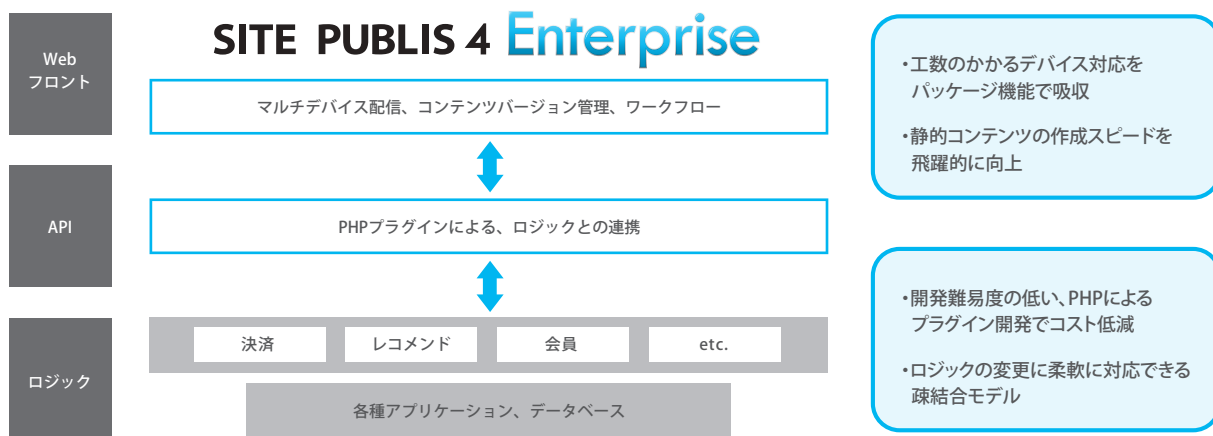 Web
フロント
SITE PUBLIS 4 Enterprise
マルチデバイス配信、コンテンツバージョン管理、ワークフロー
・工数のかかるデバイス対応を
パッケージ機能で吸収
・静的コンテンツの作成スピードを
飛躍的に向上
API
PHPプラグインによる、ロジックとの連携
・開発難易度の低い、PHPによる
プラグイン開発でコスト低減
・ロジックの変更に柔軟に対応できる
疎結合モデル
ロジック
決済
レコメンド
会員
etc.
各種アプリケーション、データベース